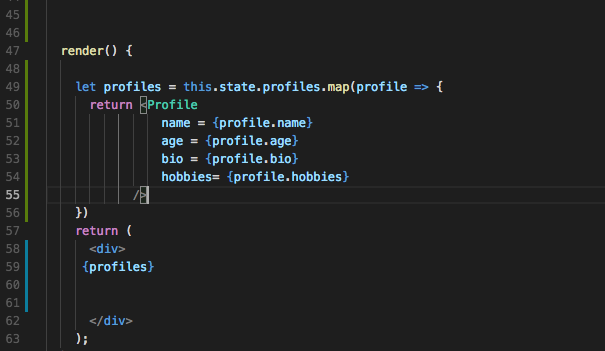 45
46
47 render() {
48
49 let profiles = this.state.profiles.map(profile => {
50 return <Profile
51 name = {profile.name}
52 age = {profile.age}
53 bio = {profile.bio}
54 hobbies= {profile.hobbies}
55 />
56 })
57 return (
58 <div>
59 {profiles}
60
61
62 </div>
63 );